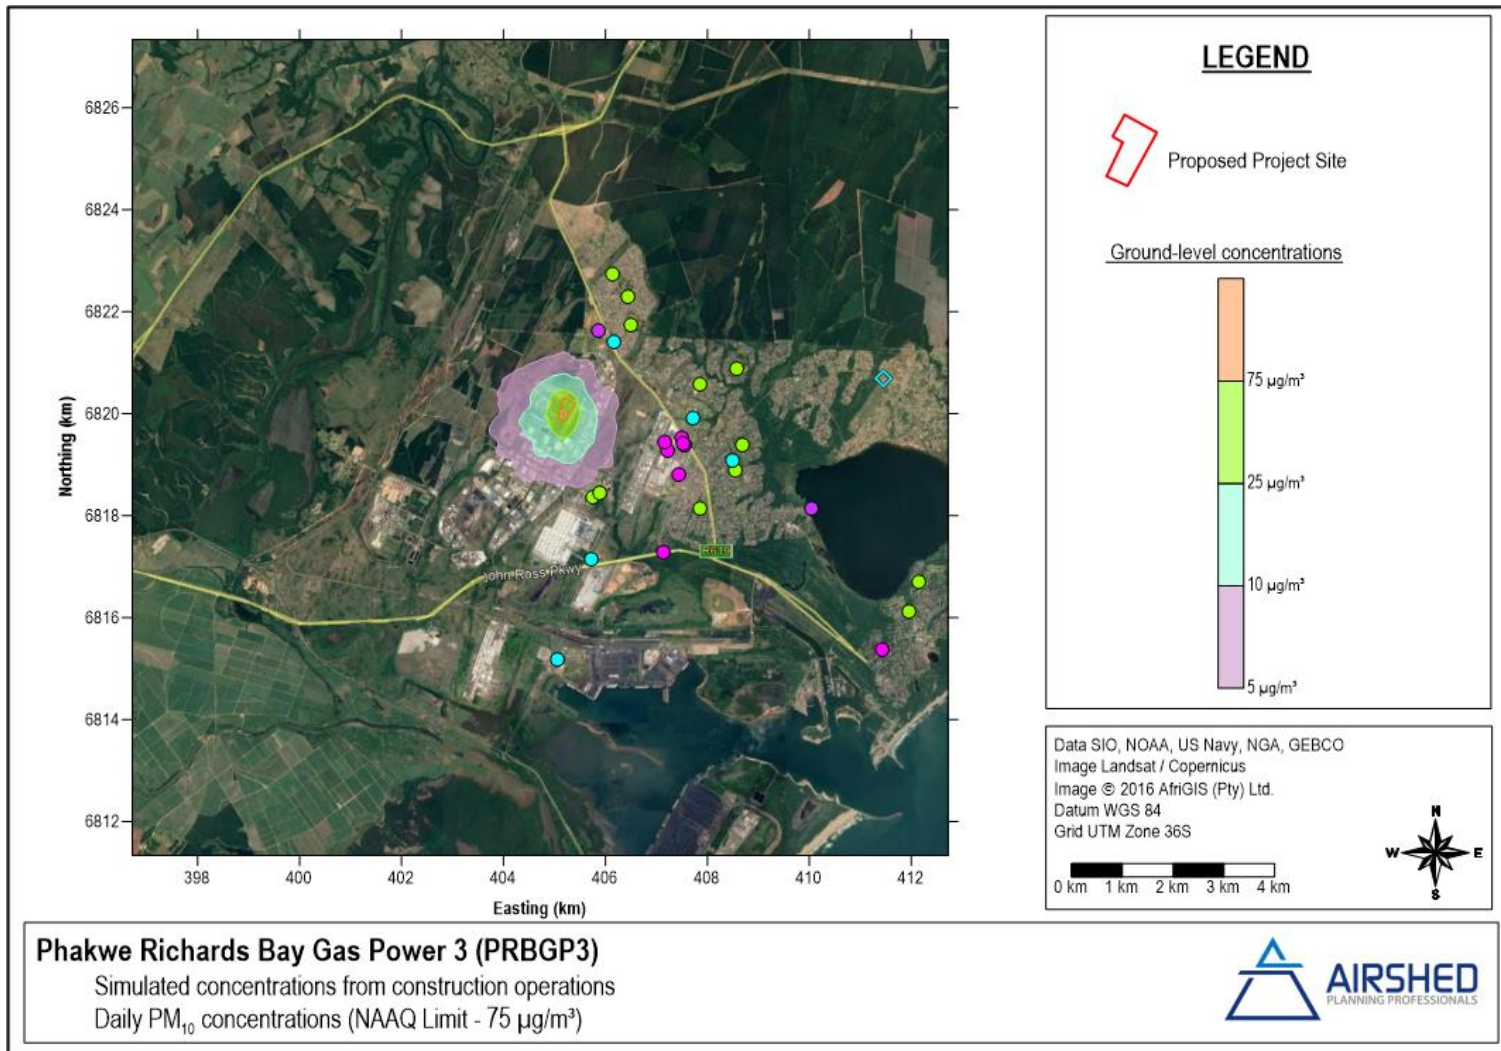 LEGEND
Proposed Project Site
Ground-level concentrations
75 µg/m³
25 µg/m³
10 µg/m³
5 µg/m³
6826
6824
6822
6820
6818
6816
6814
6812
Northing (km)
John Ross Pkwy
398
400
402
404
406
408
410
412
Easting (km)
Data SIO, NOAA, US Navy, NGA, GEBCO
Image Landsat / Copernicus
Image © 2016 AfriGIS (Pty) Ltd.
Datum WGS 84
Grid UTM Zone 36S
N
W
E
S
0 km 1 km 2 km 3 km 4 km
Phakwe Richards Bay Gas Power 3 (PRBGP3)
Simulated concentrations from construction operations
Daily PM₁₀ concentrations (NAAQ Limit - 75 µg/m³)
AIRSHED
PLANNING PROFESSIONALS